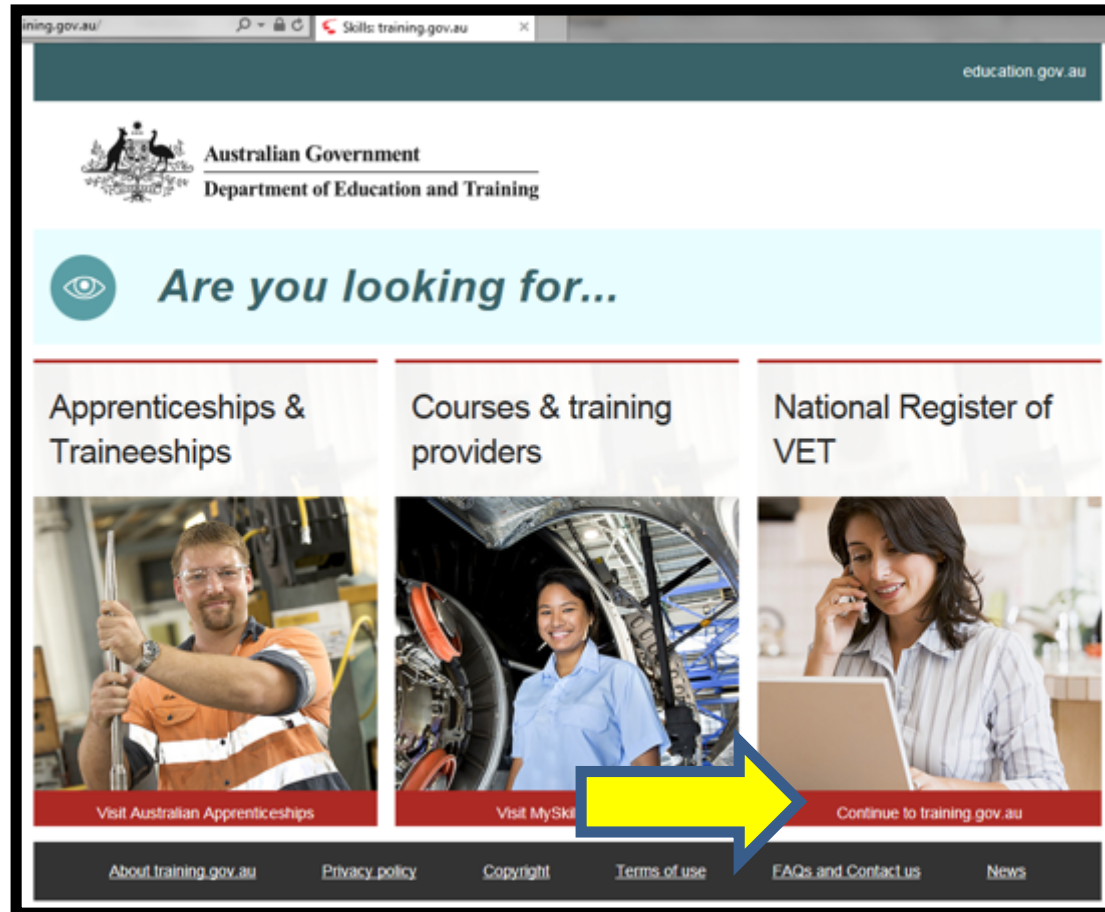 ining.gov.au/
Skills: training.gov.au
education.gov.au
Australian Government
Department of Education and Training
Are you looking for...
Apprenticeships &
Traineeships
Courses & training
providers
National Register of
VET
Visit Australian Apprenticeships
Visit MySkil
Continue to training.gov.au
About training.gov.au
Privacy policy
Copyright
Terms of use
FAQs and Contact us
News